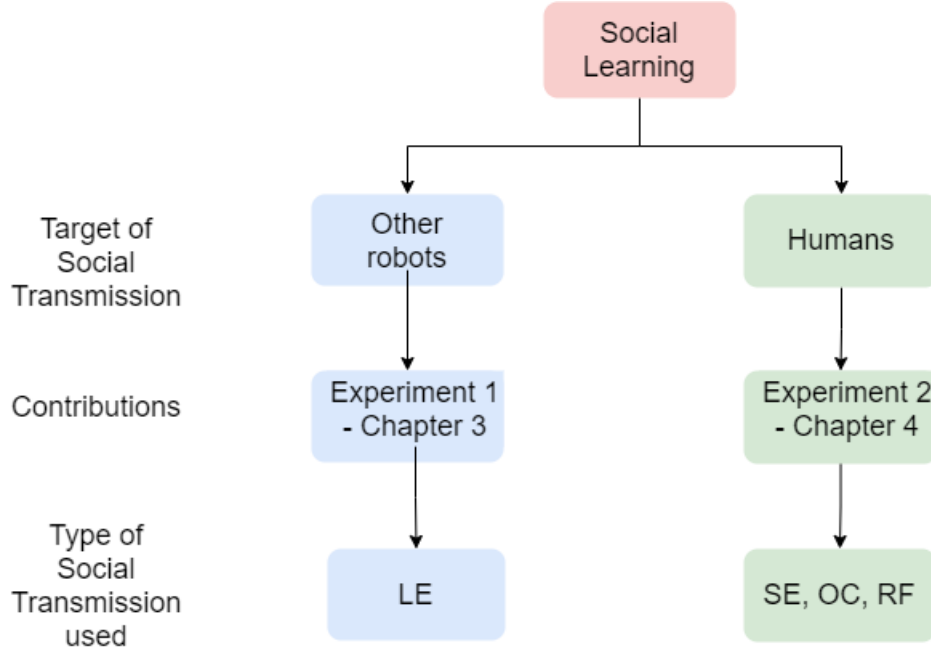 Social
Learning
Target of
Social
Transmission
Other
robots
Humans
Contributions
Experiment 1
- Chapter 3
Experiment 2
- Chapter 4
Type of
Social
Transmission
used
LE
SE, OC, RF